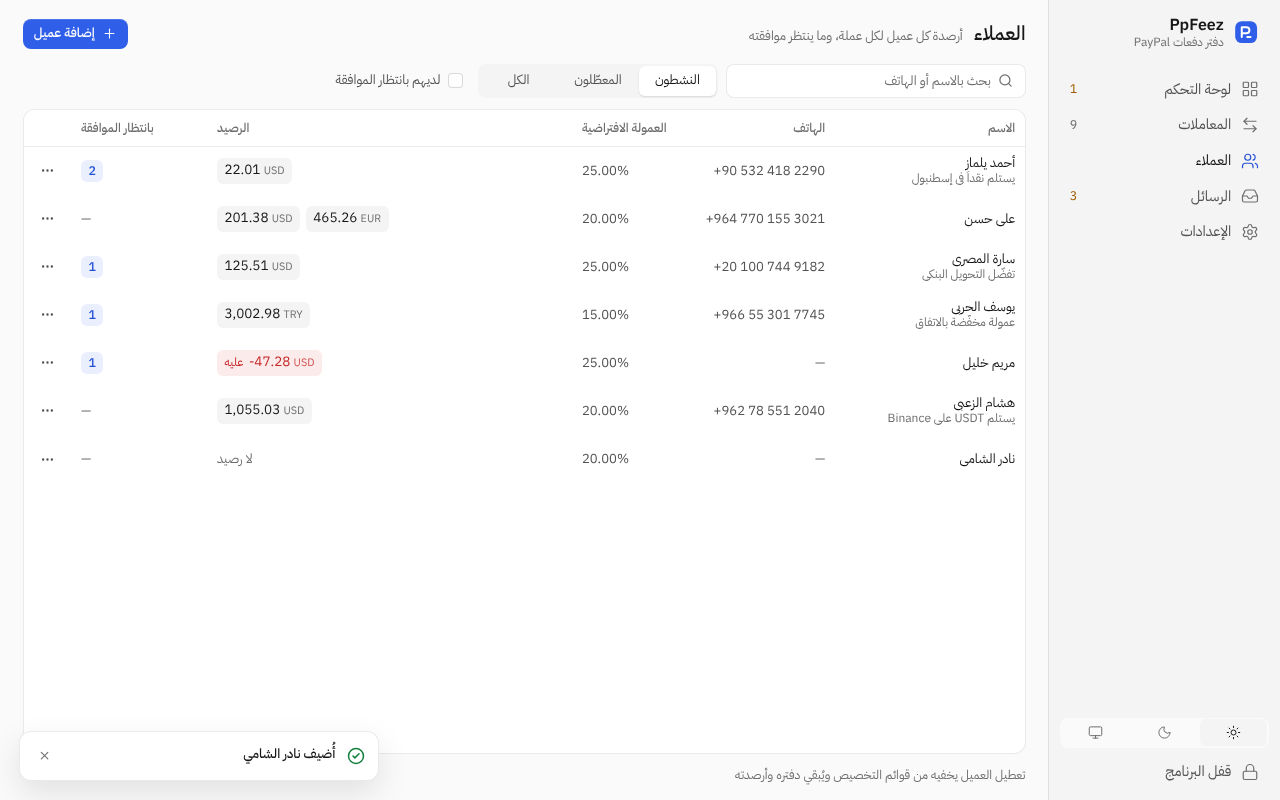 PpFeez
دفتر دفعات PayPal
لوحة التحكم 1
المعاملات 9
العملاء
الرسائل 3
الإعدادات
قفل البرنامج
العملاء أرصدة كل عميل لكل عملة، وما ينتظر موافقته
إضافة عميل
بحث بالاسم أو الهاتف
النشطون المعطّلون الكل
لديهم بانتظار الموافقة
الاسم الهاتف العمولة الافتراضية الرصيد بانتظار الموافقة
أحمد يلماز +90 532 418 2290 25.00% 22.01 USD 2
يستلم نقداً في إسطنبول
علي حسن +964 770 155 3021 20.00% 465.26 EUR 201.38 USD —
سارة المصري +20 100 744 9182 25.00% 125.51 USD 1
تفضّل التحويل البنكي
يوسف الحربي +966 55 301 7745 15.00% 3,002.98 TRY 1
عمولة مخفّضة بالاتفاق
مريم خليل — 25.00% -47.28 USD عليه 1
هشام الزعبي +962 78 551 2040 20.00% 1,055.03 USD —
يستلم USDT على Binance
نادر الشامي — 20.00% لا رصيد —
تعطيل العميل يخفيه من قوائم التخصيص ويُبقي دفتره وأرصدته
أُضيف نادر الشامي